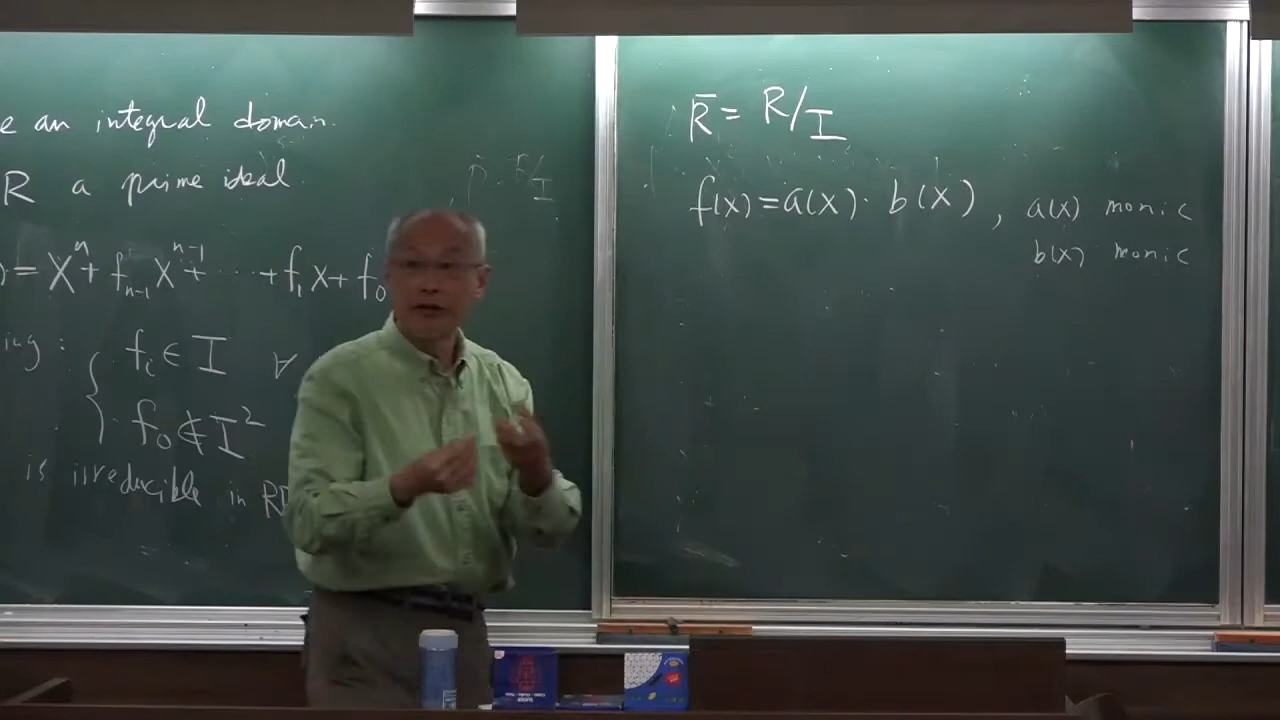 e an integral domain.
R a prime ideal.
) = X^n + f_{n-1} X^{n-1} + ... + f_1 X + f_0
ing : { f_i ∈ I ∀
f_0 ∉ I^2
is irreducible in R[
R/I
R̄ = R/I
f(x) = a(x) · b(x) , a(x) monic
b(x) monic